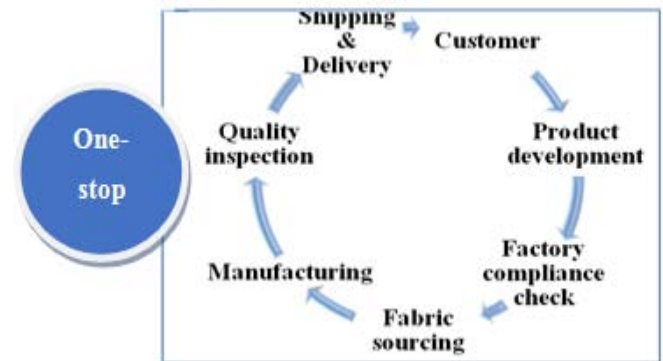 One-
stop
Shipping
&
Delivery
Customer
Product
development
Factory
compliance
check
Fabric
sourcing
Manufacturing
Quality
inspection